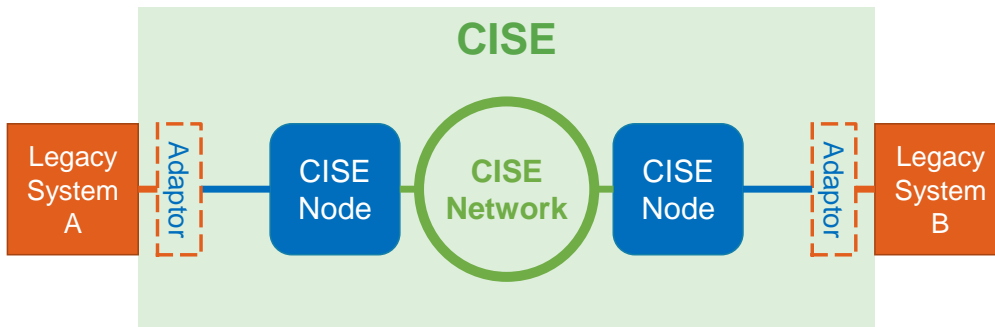 CISE
Legacy
System
A
Adaptor
CISE
Node
CISE
Network
CISE
Node
Adaptor
Legacy
System
B